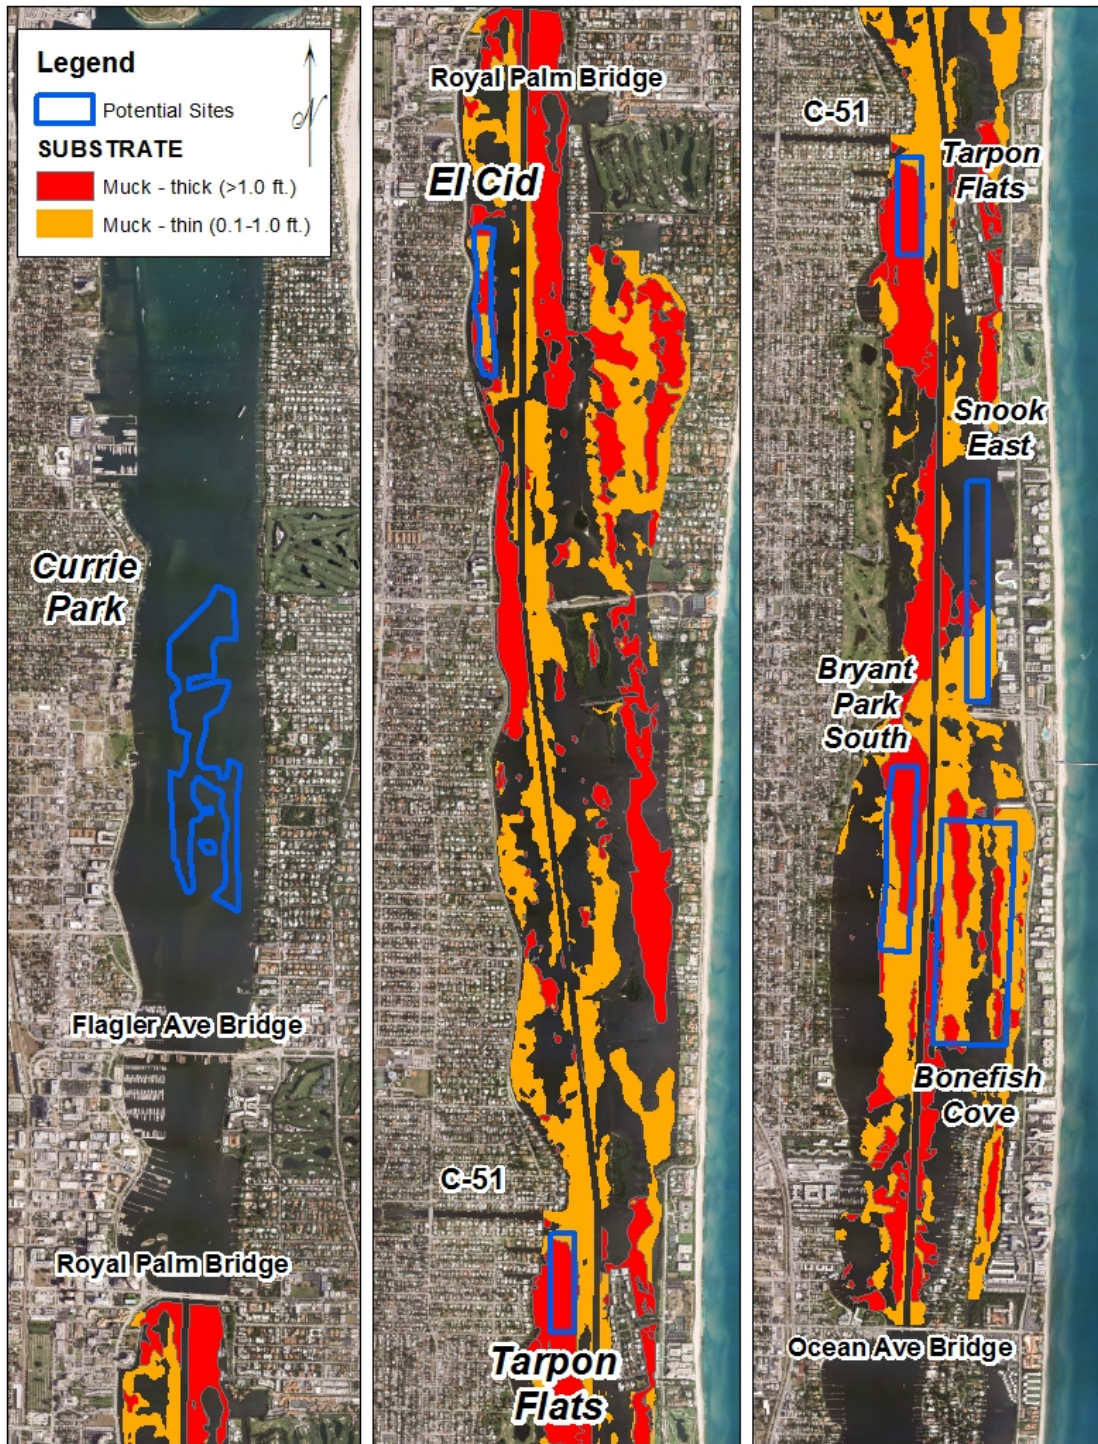 Legend
Potential Sites
SUBSTRATE
Muck - thick (>1.0 ft.)
Muck - thin (0.1-1.0 ft.)
N
Currie
Park
Flagler Ave Bridge
Royal Palm Bridge
Royal Palm Bridge
El Cid
C-51
Tarpon
Flats
C-51
Tarpon
Flats
Snook
East
Bryant
Park
South
Bonefish
Cove
Ocean Ave Bridge